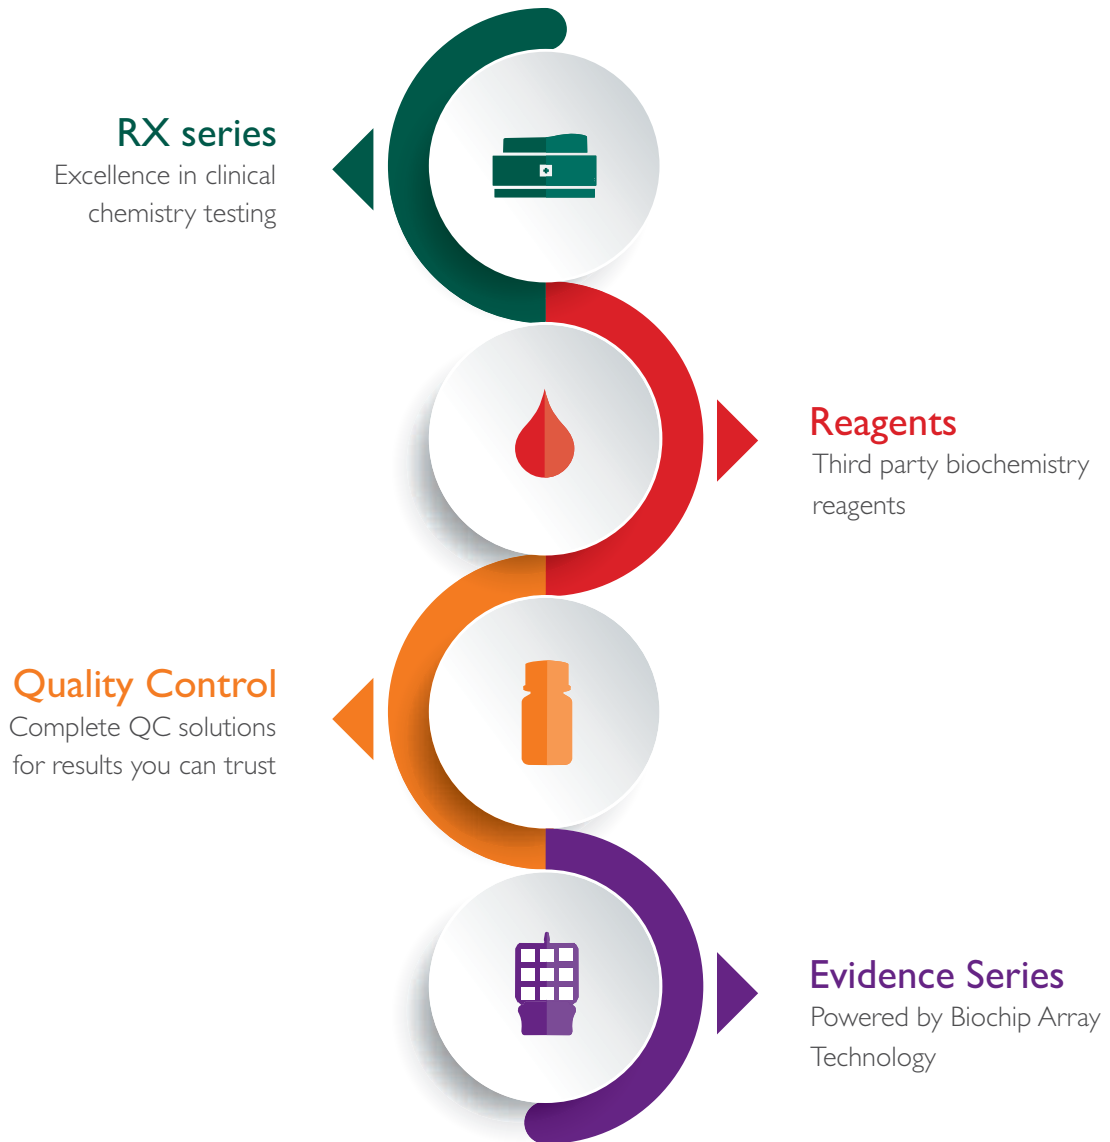 RX series
Excellence in clinical
chemistry testing
Reagents
Third party biochemistry
reagents
Quality Control
Complete QC solutions
for results you can trust
Evidence Series
Powered by Biochip Array
Technology